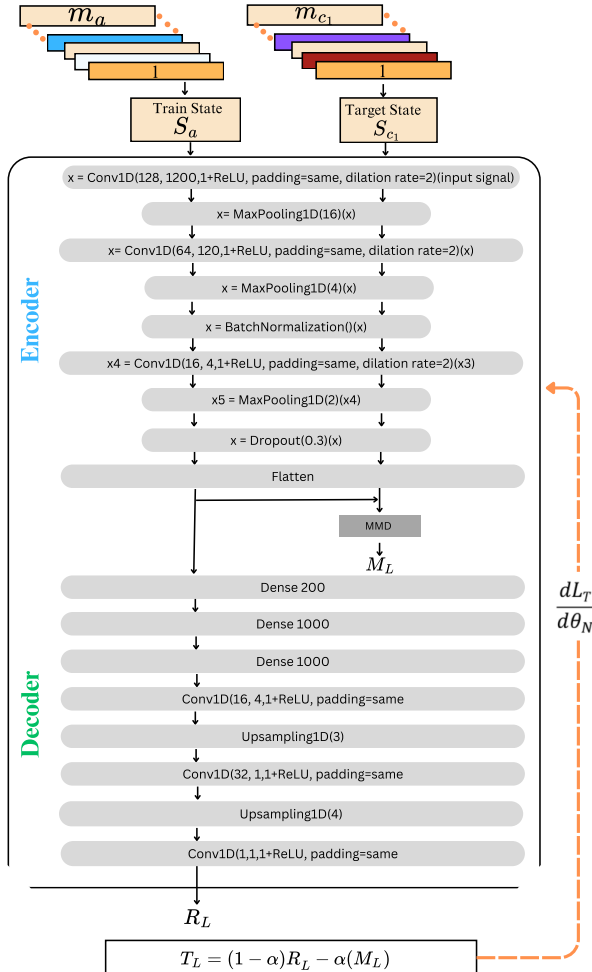 m_a
m_{c_1}
1
1
Train State
S_a
Target State
S_{c_1}
x = Conv1D(128, 1200,1+ReLU, padding=same, dilation rate=2)(input signal)
x= MaxPooling1D(16)(x)
x= Conv1D(64, 120,1+ReLU, padding=same, dilation rate=2)(x)
x = MaxPooling1D(4)(x)
x = BatchNormalization()(x)
x4 = Conv1D(16, 4,1+ReLU, padding=same, dilation rate=2)(x3)
x5 = MaxPooling1D(2)(x4)
x = Dropout(0.3)(x)
Flatten
Encoder
MMD
M_L
Dense 200
Dense 1000
Dense 1000
Conv1D(16, 4,1+ReLU, padding=same
Upsampling1D(3)
Conv1D(32, 1,1+ReLU, padding=same
Upsampling1D(4)
Conv1D(1,1,1+ReLU, padding=same
Decoder
dL_T
dθ_N
R_L
T_L = (1 − α)R_L − α(M_L)